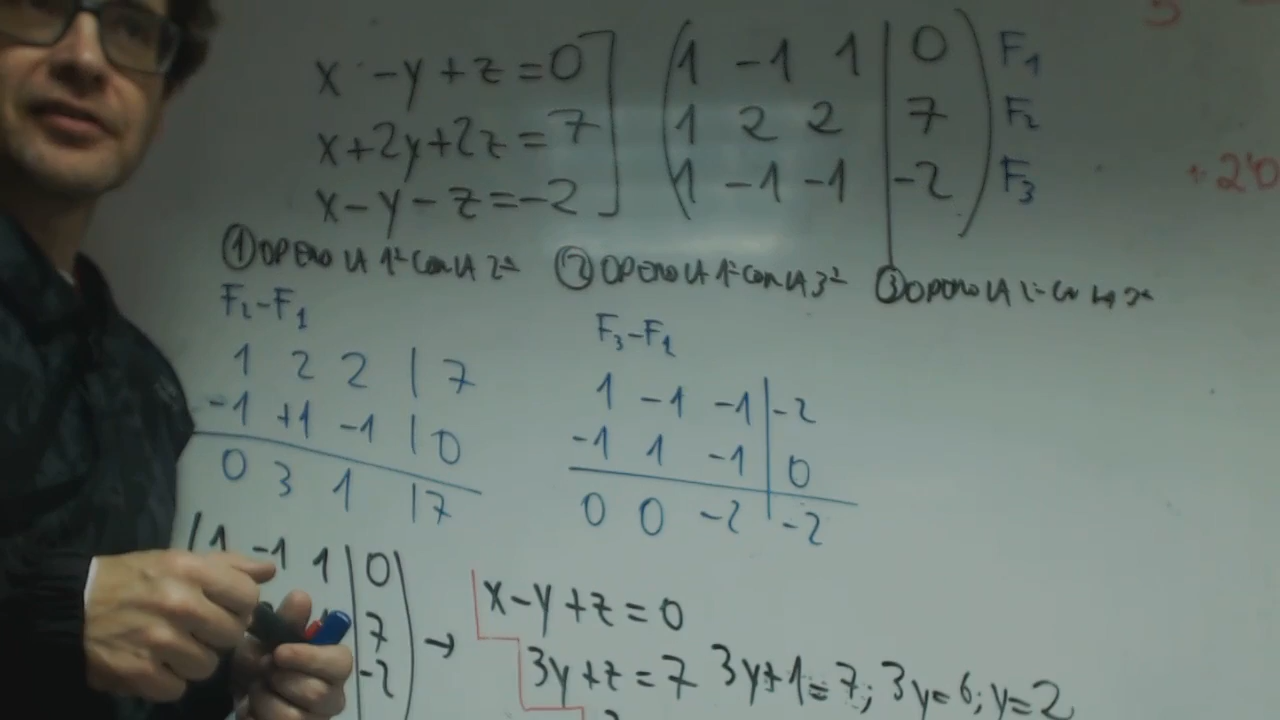 x - y + z = 0
x + 2y + 2z = 7
x - y - z = -2
1 -1 1 | 0 F1
1 2 2 | 7 F2
1 -1 -1 | -2 F3
① OPERO LA 1ª CON LA 2ª
② OPERO LA 1ª CON LA 3ª
③ OPERO LA
F2-F1
1 2 2 | 7
-1 +1 -1 | 0
0 3 1 | 7
F3-F1
1 -1 -1 | -2
-1 1 -1 | 0
0 0 -2 | -2
1 -1 1 | 0
7
-2
→
x - y + z = 0
3y + z = 7 3y + 1 = 7; 3y = 6; y = 2